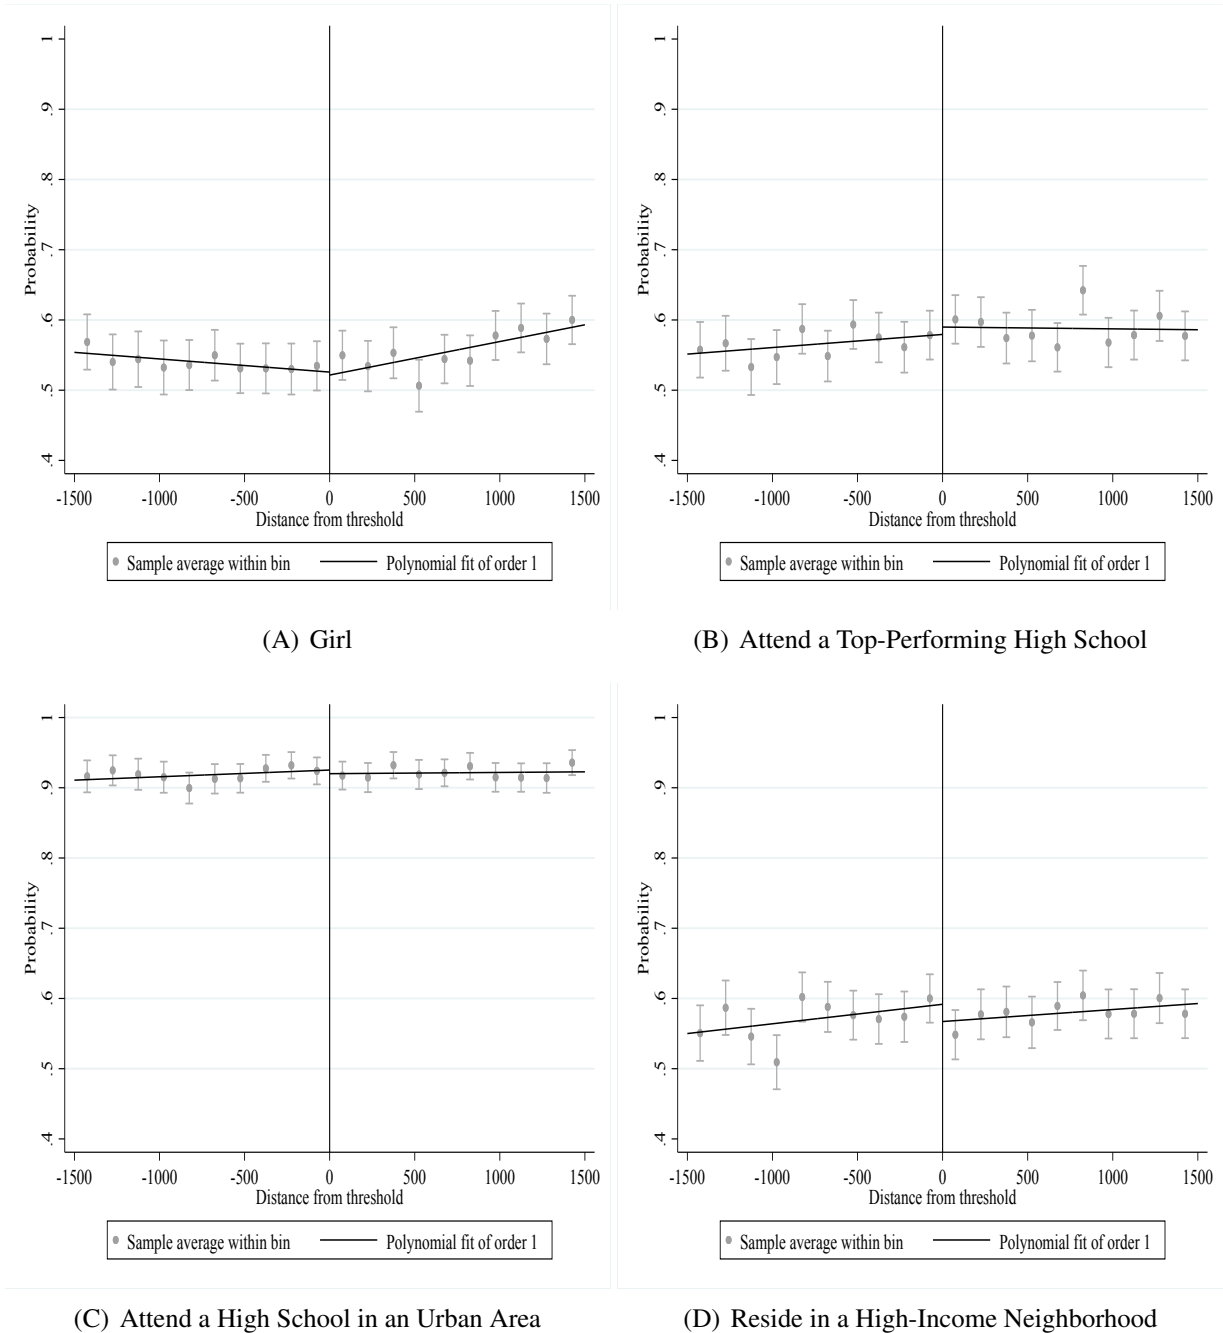 1
.9
.8
.7
.6
.5
.4
Probability
-1500 -1000 -500 0 500 1000 1500
Distance from threshold
Sample average within bin Polynomial fit of order 1
(A) Girl
1
.9
.8
.7
.6
.5
.4
Probability
-1500 -1000 -500 0 500 1000 1500
Distance from threshold
Sample average within bin Polynomial fit of order 1
(B) Attend a Top-Performing High School
1
.9
.8
.7
.6
.5
.4
Probability
-1500 -1000 -500 0 500 1000 1500
Distance from threshold
Sample average within bin Polynomial fit of order 1
(C) Attend a High School in an Urban Area
1
.9
.8
.7
.6
.5
.4
Probability
-1500 -1000 -500 0 500 1000 1500
Distance from threshold
Sample average within bin Polynomial fit of order 1
(D) Reside in a High-Income Neighborhood